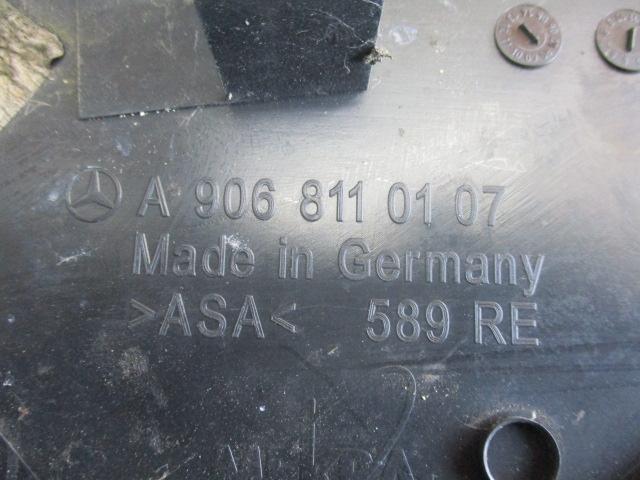 A 906 811 01 07
Made in Germany
>ASA< 589 RE